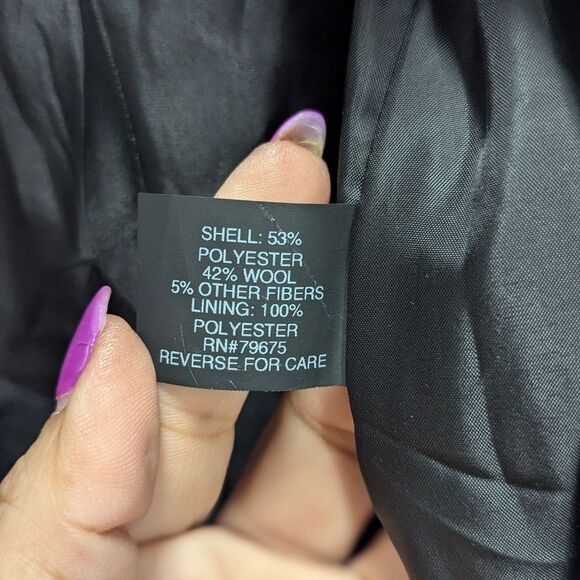 SHELL: 53%
POLYESTER
42% WOOL
5% OTHER FIBERS
LINING: 100%
POLYESTER
RN#79675
REVERSE FOR CARE